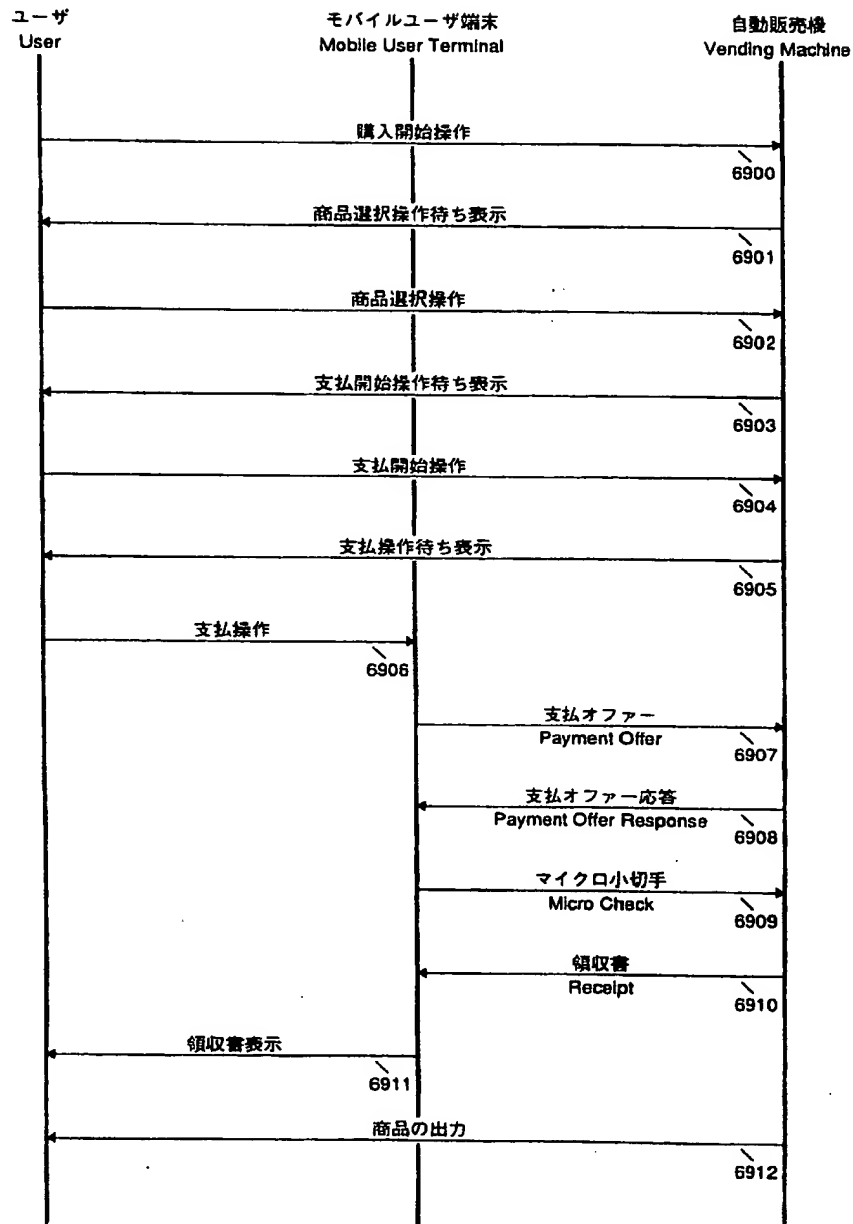 ユーザ
User
モバイルユーザ端末
Mobile User Terminal
自動販売機
Vending Machine
購入開始操作
6900
商品選択操作待ち表示
6901
商品選択操作
6902
支払開始操作待ち表示
6903
支払開始操作
6904
支払操作待ち表示
6905
支払操作
6906
支払オファー
Payment Offer
6907
支払オファー応答
Payment Offer Response
6908
マイクロ小切手
Micro Check
6909
領収書
Receipt
6910
領収書表示
6911
商品の出力
6912